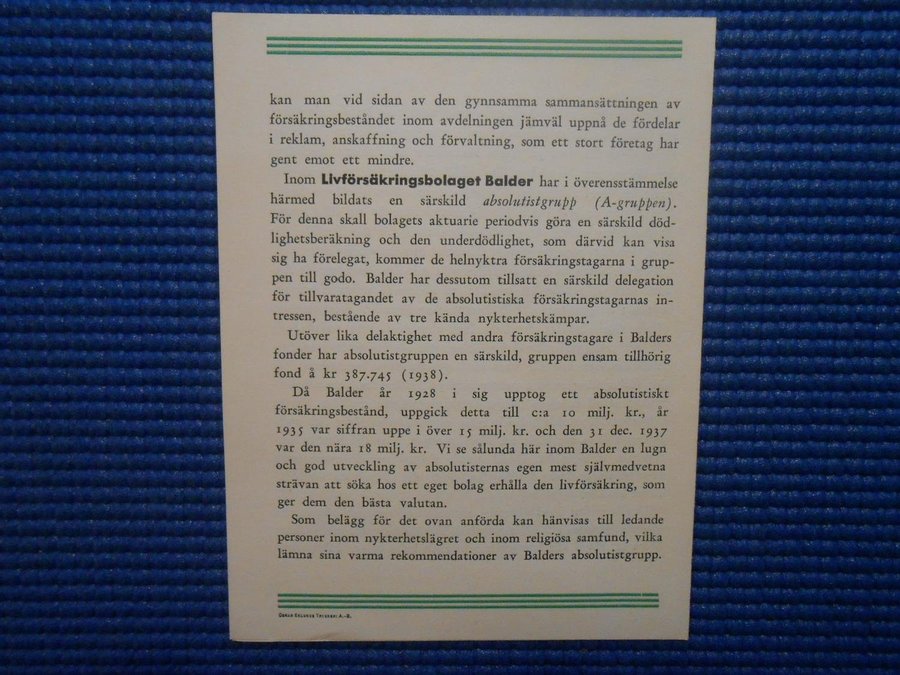 kan man vid sidan av den gynnsamma sammansättningen av
försäkringsbeståndet inom avdelningen jämväl uppnå de fördelar
i reklam, anskaffning och förvaltning, som ett stort företag har
gent emot ett mindre.
Inom Livförsäkringsbolaget Balder har i överensstämmelse
härmed bildats en särskild absolutistgrupp (A-gruppen).
För denna skall bolagets aktuarie periodvis göra en särskild död-
lighetsberäkning och den underdödlighet, som därvid kan visa
sig ha förelegat, kommer de helnyktra försäkringstagarna i grup-
pen till godo. Balder har dessutom tillsatt en särskild delegation
för tillvaratagandet av de absolutistiska försäkringstagarnas in-
tressen, bestående av tre kända nykterhetskämpar.
Utöver lika delaktighet med andra försäkringstagare i Balders
fonder har absolutistgruppen en särskild, gruppen ensam tillhörig
fond å kr 387.745 (1938).
Då Balder år 1928 i sig upptog ett absolutistiskt
försäkringsbestånd, uppgick detta till c:a 10 milj. kr., år
1935 var siffran uppe i över 15 milj. kr. och den 31 dec. 1937
var den nära 18 milj. kr. Vi se sålunda här inom Balder en lugn
och god utveckling av absolutisternas egen mest självmedvetna
strävan att söka hos ett eget bolag erhålla den livförsäkring, som
ger dem den bästa valutan.
Som belägg för det ovan anförda kan hänvisas till ledande
personer inom nykterhetslägret och inom religiösa samfund, vilka
lämna sina varma rekommendationer av Balders absolutistgrupp.
Oskar Eklunds Tryckeri A.-B.